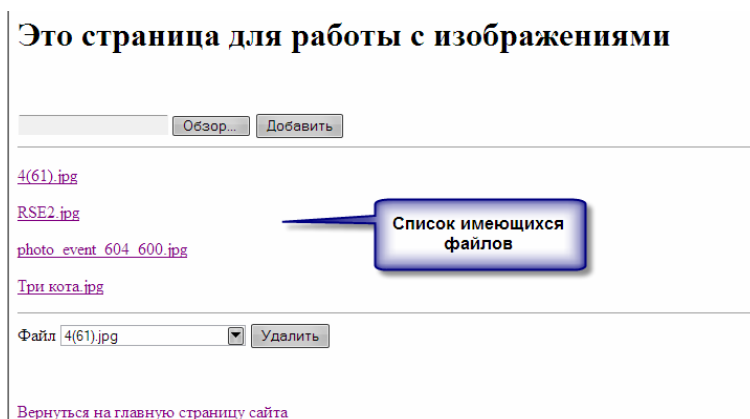 Это страница для работы с изображениями
Обзор... Добавить
4(61).jpg
RSE2.jpg
Список имеющихся
файлов
photo_event_604_600.jpg
Три кота.jpg
Файл 4(61).jpg Удалить
Вернуться на главную страницу сайта